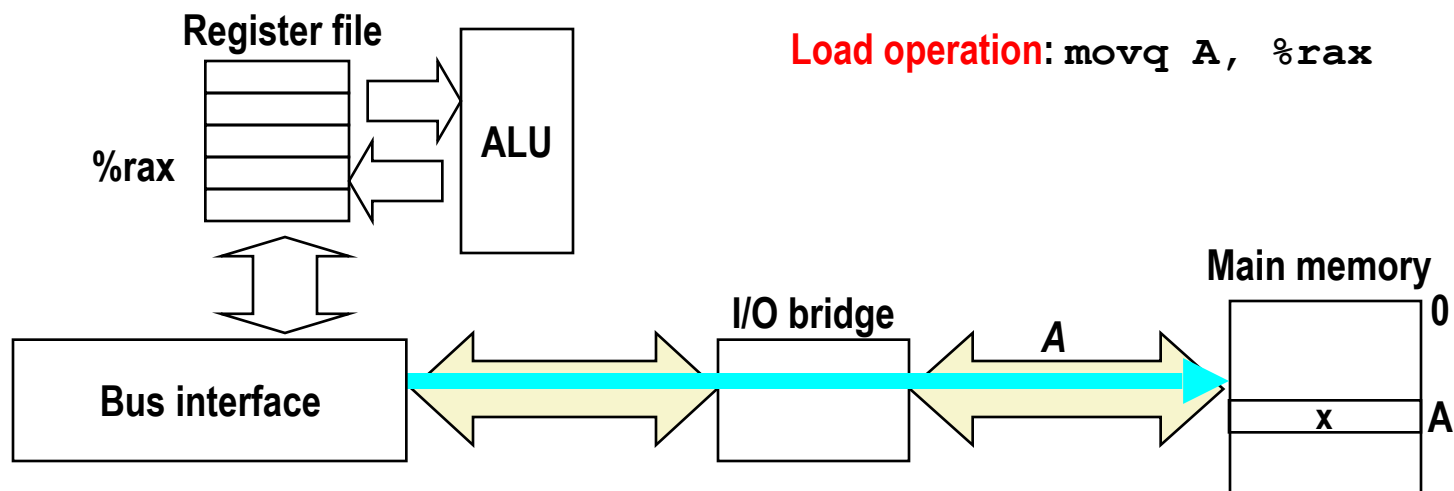 Register file
Load operation: movq A, %rax
ALU
%rax
Main memory
0
I/O bridge
A
Bus interface
x
A